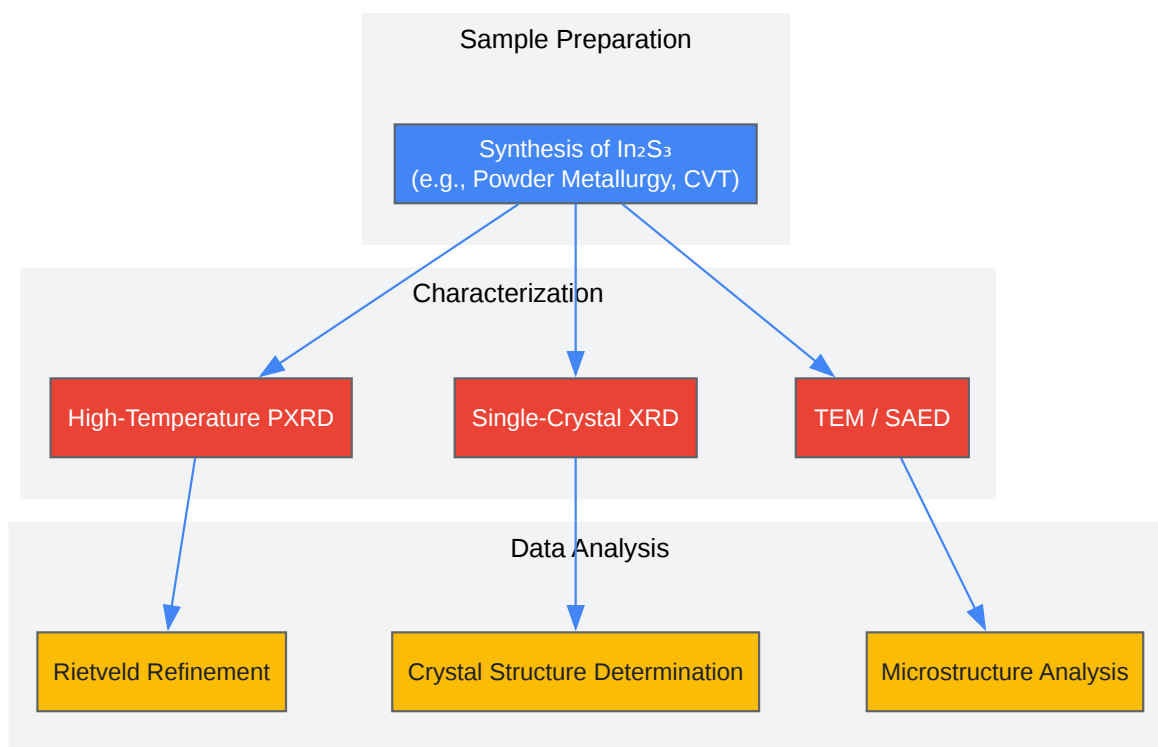 Sample Preparation
Synthesis of In₂S₃
(e.g., Powder Metallurgy, CVT)
Characterization
High-Temperature PXRD
Single-Crystal XRD
TEM / SAED
Data Analysis
Rietveld Refinement
Crystal Structure Determination
Microstructure Analysis